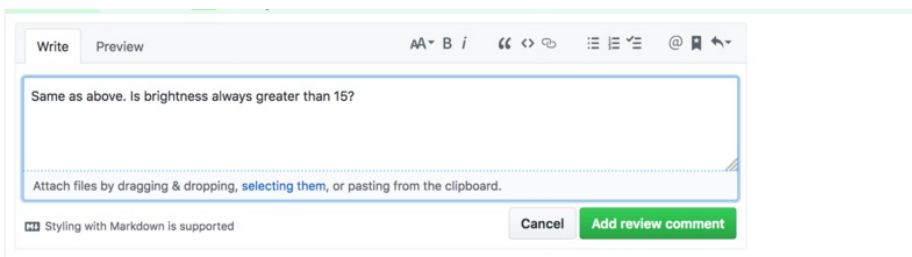 Write Preview AA B i
Same as above. Is brightness always greater than 15?
Attach files by dragging & dropping, selecting them, or pasting from the clipboard.
Styling with Markdown is supported Cancel Add review comment